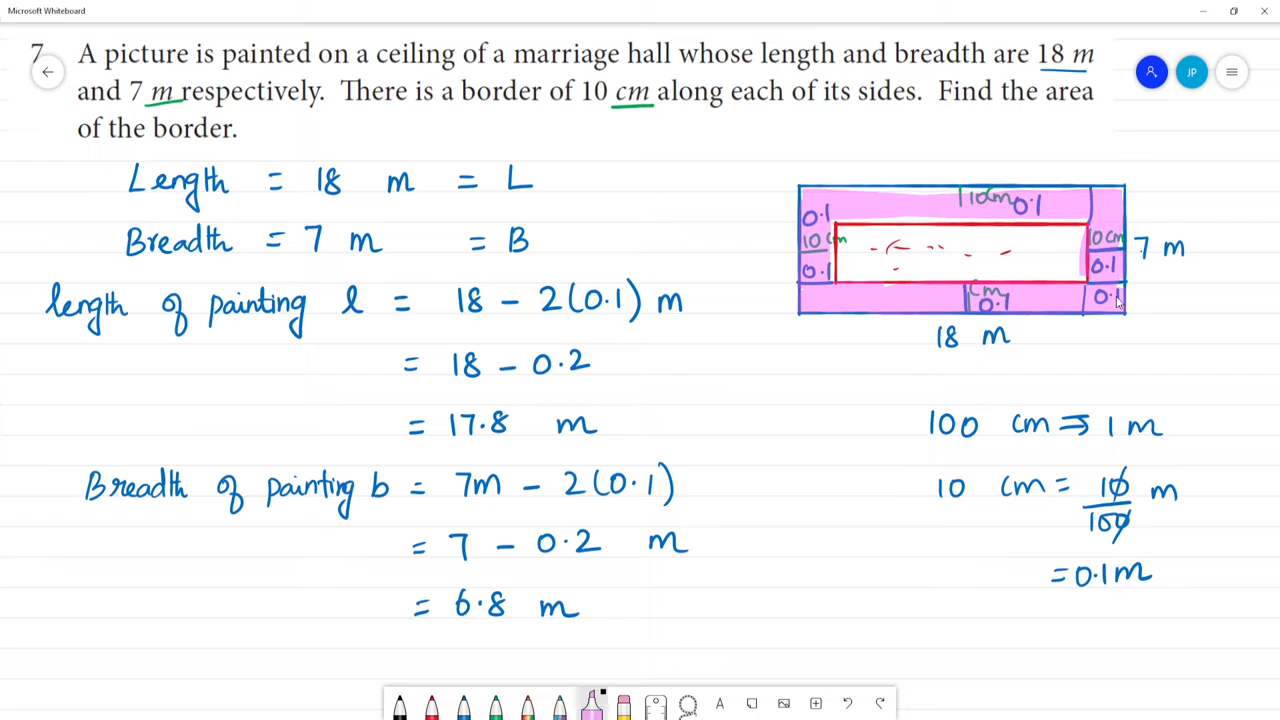 Microsoft Whiteboard
7 A picture is painted on a ceiling of a marriage hall whose length and breadth are 18 m
and 7 m respectively. There is a border of 10 cm along each of its sides. Find the area
of the border.
JP
Length = 18 m = L
Breadth = 7 m = B
length of painting l = 18 - 2(0.1) m
= 18 - 0.2
= 17.8 m
Breadth of painting b = 7m - 2(0.1)
= 7 - 0.2 m
= 6.8 m
10cm 0.1
0.1
10 cm
0.1
10 cm
0.1
cm
0.1
0.1
7 m
18 m
100 cm ⇒ 1 m
10 cm = 10/100 m
= 0.1m
A